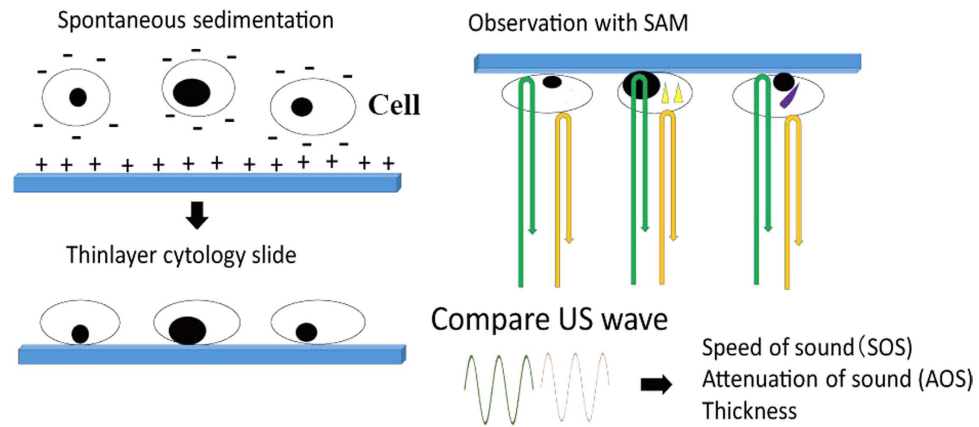 Spontaneous sedimentation
Cell
Thinlayer cytology slide
Observation with SAM
Compare US wave
Speed of sound(SOS)
Attenuation of sound (AOS)
Thickness